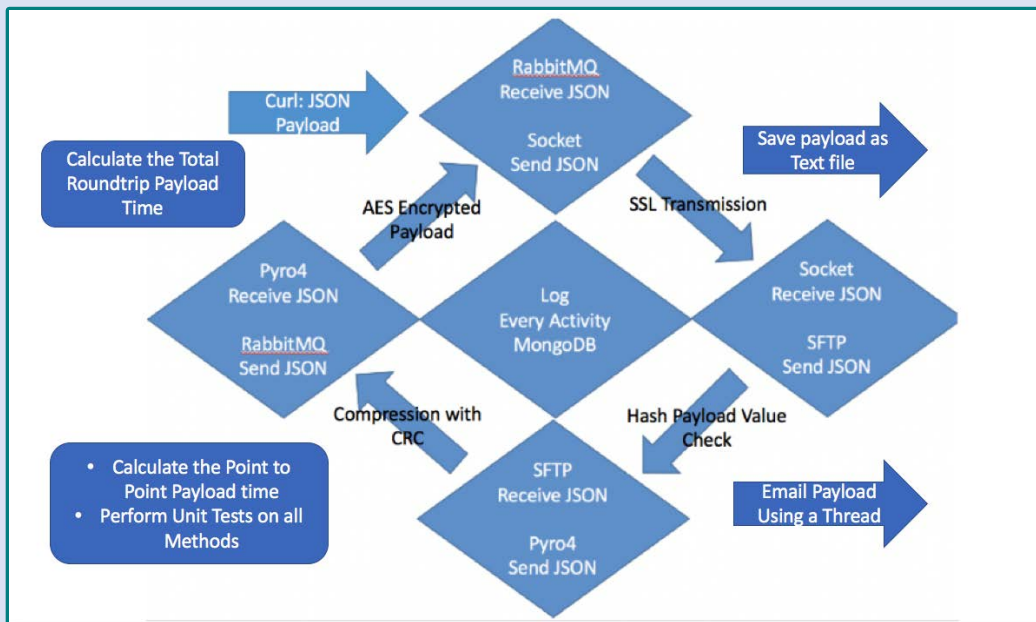 Curl: JSON
Payload
RabbitMQ
Receive JSON
Socket
Send JSON
Save payload as
Text file
Calculate the Total
Roundtrip Payload
Time
AES Encrypted
Payload
SSL Transmission
Pyro4
Receive JSON
RabbitMQ
Send JSON
Log
Every Activity
MongoDB
Socket
Receive JSON
SFTP
Send JSON
Compression with
CRC
Hash Payload Value
Check
• Calculate the Point to
Point Payload time
• Perform Unit Tests on all
Methods
SFTP
Receive JSON
Pyro4
Send JSON
Email Payload
Using a Thread